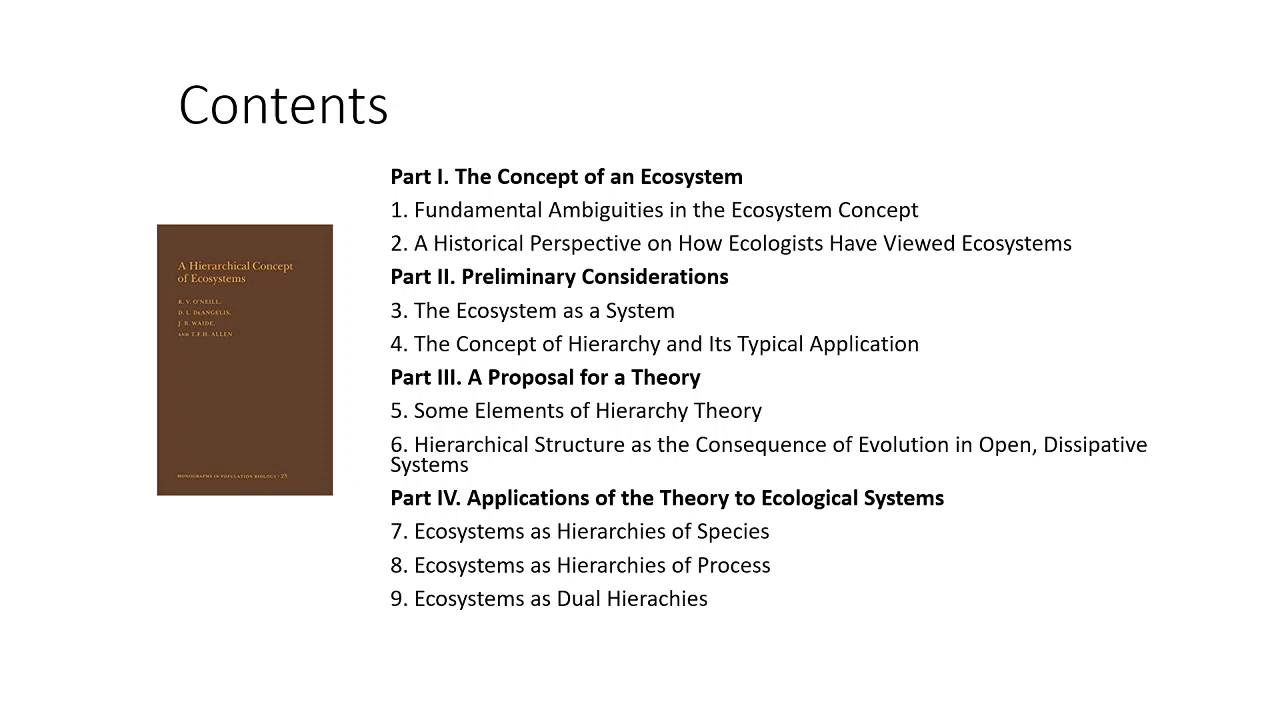 Contents
Part I. The Concept of an Ecosystem
1. Fundamental Ambiguities in the Ecosystem Concept
2. A Historical Perspective on How Ecologists Have Viewed Ecosystems
Part II. Preliminary Considerations
3. The Ecosystem as a System
4. The Concept of Hierarchy and Its Typical Application
Part III. A Proposal for a Theory
5. Some Elements of Hierarchy Theory
6. Hierarchical Structure as the Consequence of Evolution in Open, Dissipative
Systems
Part IV. Applications of the Theory to Ecological Systems
7. Ecosystems as Hierarchies of Species
8. Ecosystems as Hierarchies of Process
9. Ecosystems as Dual Hierachies
A Hierarchical Concept
of Ecosystems
R. V. O'NEILL,
D. L. DeANGELIS,
J. B. WAIDE,
AND T.F.H. ALLEN
MONOGRAPHS IN POPULATION BIOLOGY · 23